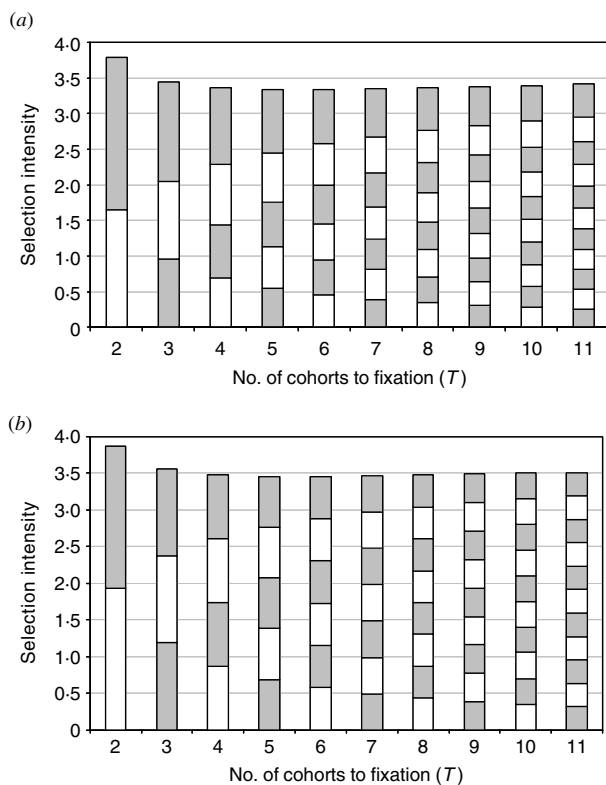 (a)
4·0
3·5
3·0
2·5
2·0
1·5
1·0
0·5
0
Selection intensity
2 3 4 5 6 7 8 9 10 11
No. of cohorts to fixation (T)
(b)
4·0
3·5
3·0
2·5
2·0
1·5
1·0
0·5
0
Selection intensity
2 3 4 5 6 7 8 9 10 11
No. of cohorts to fixation (T)